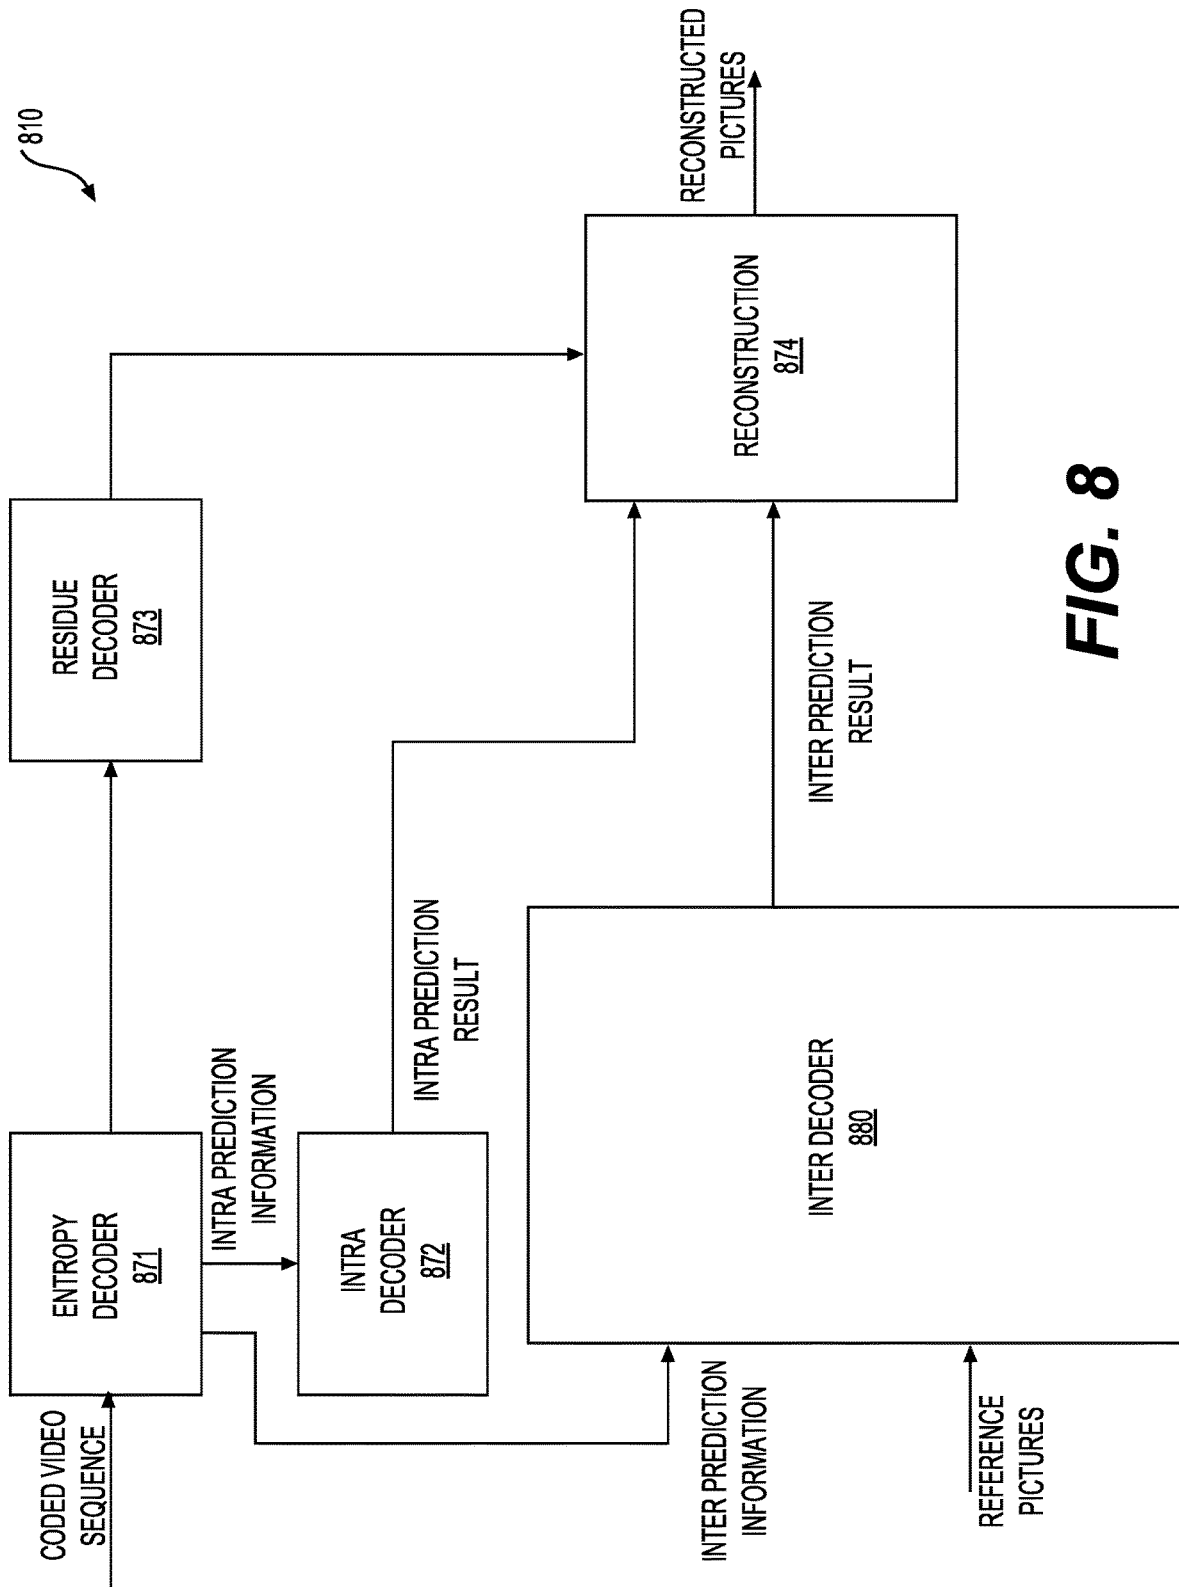 810
CODED VIDEO
SEQUENCE
ENTROPY
DECODER
871
RESIDUE
DECODER
873
INTRA PREDICTION
INFORMATION
INTRA
DECODER
872
INTRA PREDICTION
RESULT
RECONSTRUCTION
874
RECONSTRUCTED
PICTURES
INTER PREDICTION
INFORMATION
REFERENCE
PICTURES
INTER DECODER
880
INTER PREDICTION
RESULT
FIG. 8